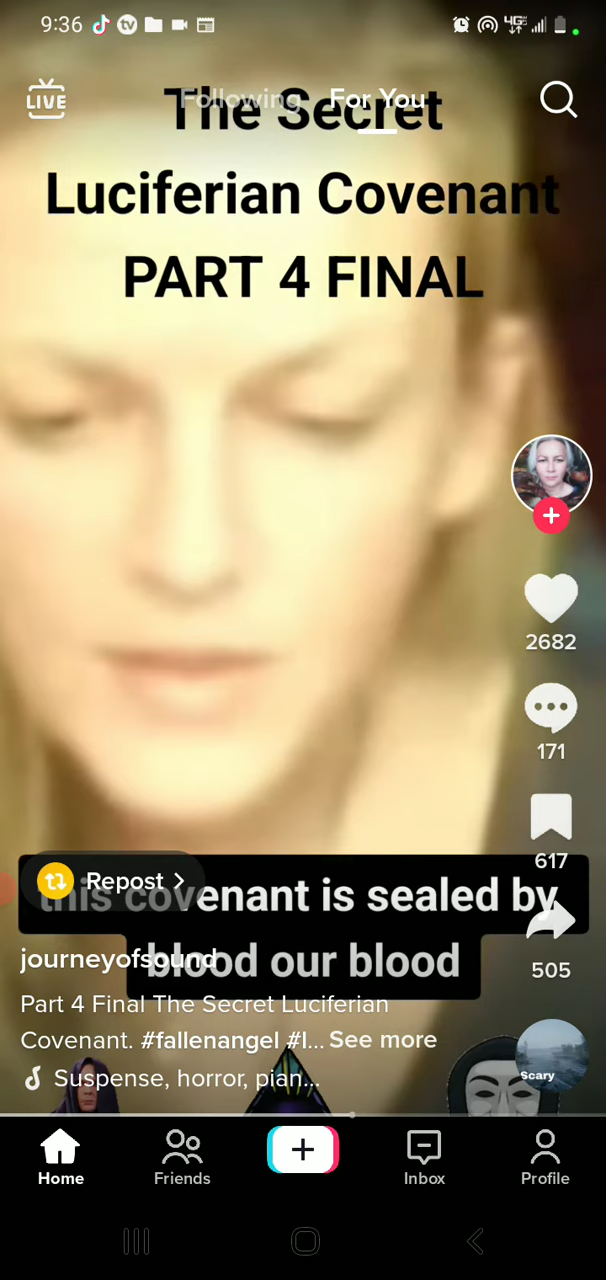 9:36
tv
4G
LIVE
Following
For You
The Secret
Luciferian Covenant
PART 4 FINAL
2682
171
617
Repost
this covenant is sealed by
blood our blood
505
journeyofsound
Part 4 Final The Secret Luciferian
Covenant. #fallenangel #l... See more
Suspense, horror, pian...
Scary
Home
Friends
Inbox
Profile